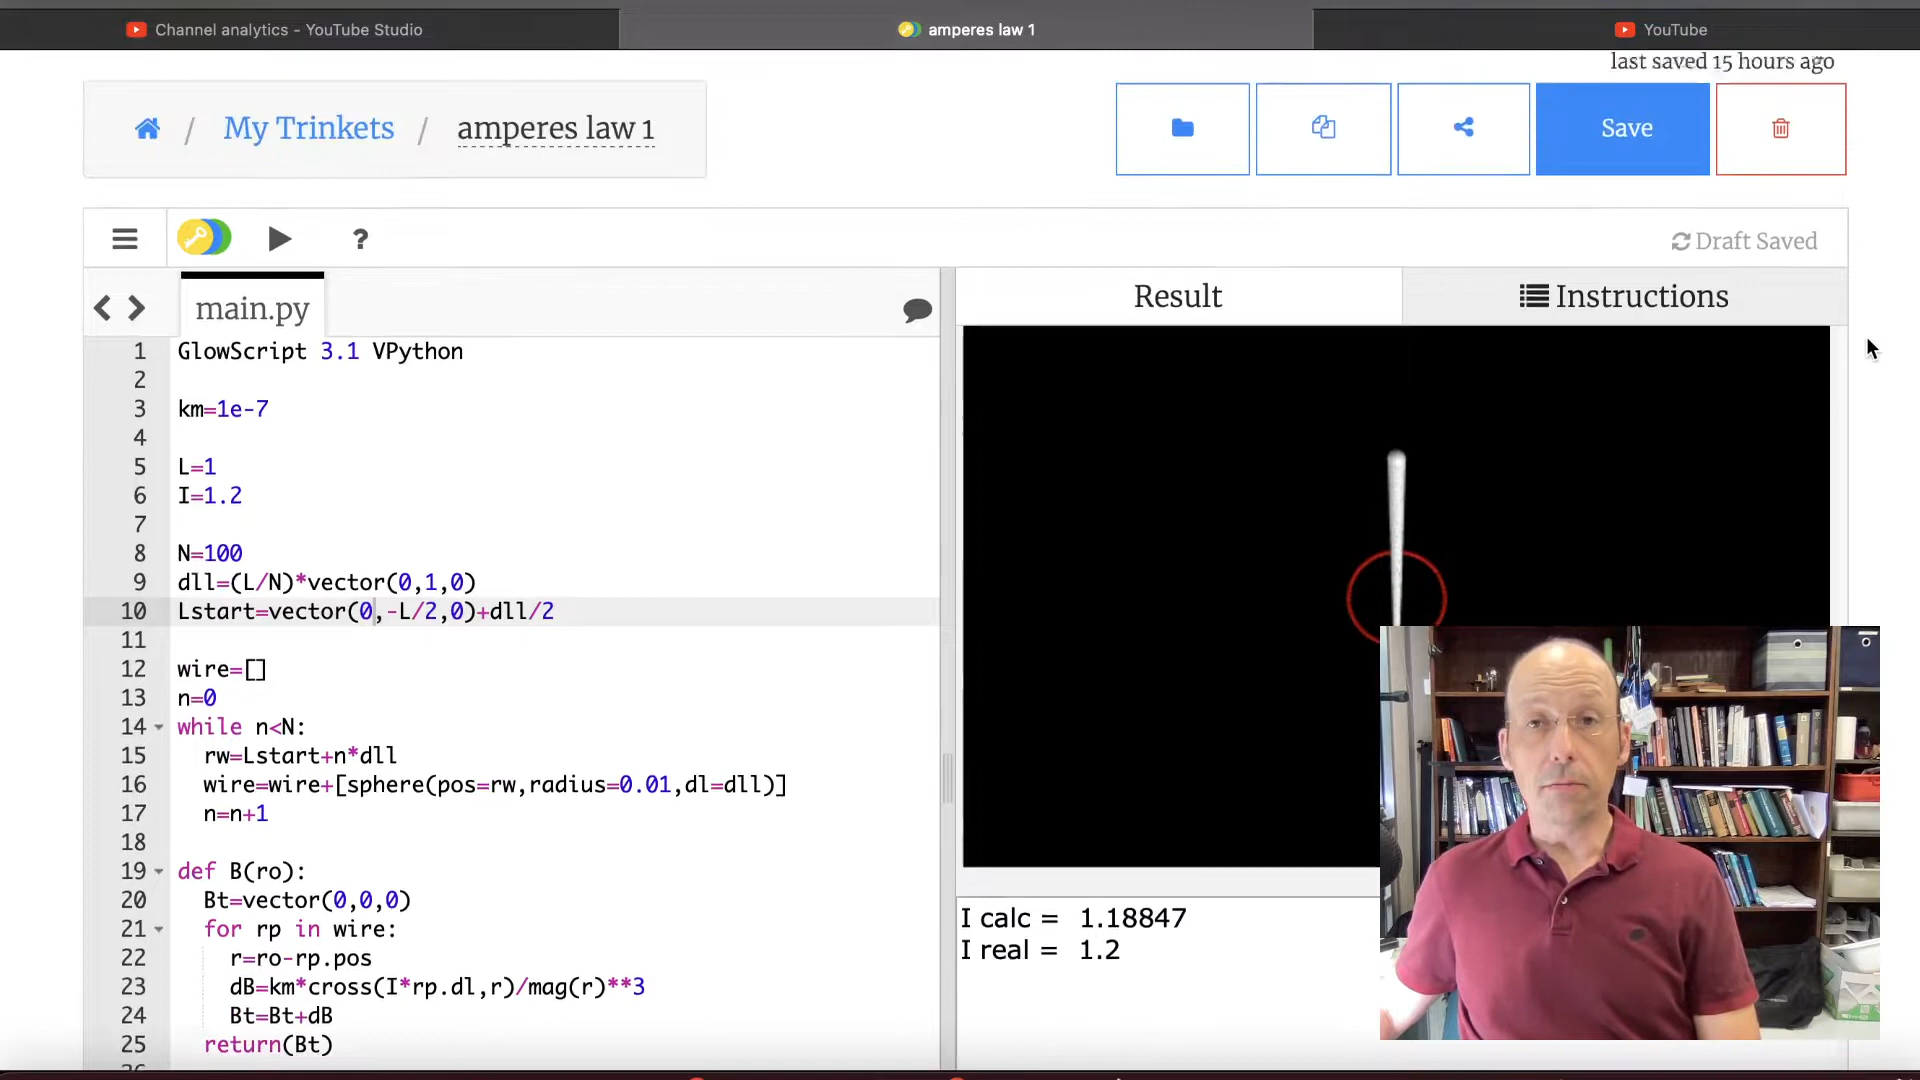 Channel analytics - YouTube Studio
amperes law 1
YouTube
last saved 15 hours ago
/ My Trinkets / amperes law 1
Save
?
Draft Saved
main.py
Result
Instructions
1 GlowScript 3.1 VPython
2
3 km=1e-7
4
5 L=1
6 I=1.2
7
8 N=100
9 dll=(L/N)*vector(0,1,0)
10 Lstart=vector(0,-L/2,0)+dll/2
11
12 wire=[]
13 n=0
14 while n<N:
15 rw=Lstart+n*dll
16 wire=wire+[sphere(pos=rw,radius=0.01,dl=dll)]
17 n=n+1
18
19 def B(ro):
20 Bt=vector(0,0,0)
21 for rp in wire:
22 r=ro-rp.pos
23 dB=km*cross(I*rp.dl,r)/mag(r)**3
24 Bt=Bt+dB
25 return(Bt)
I calc = 1.18847
I real = 1.2